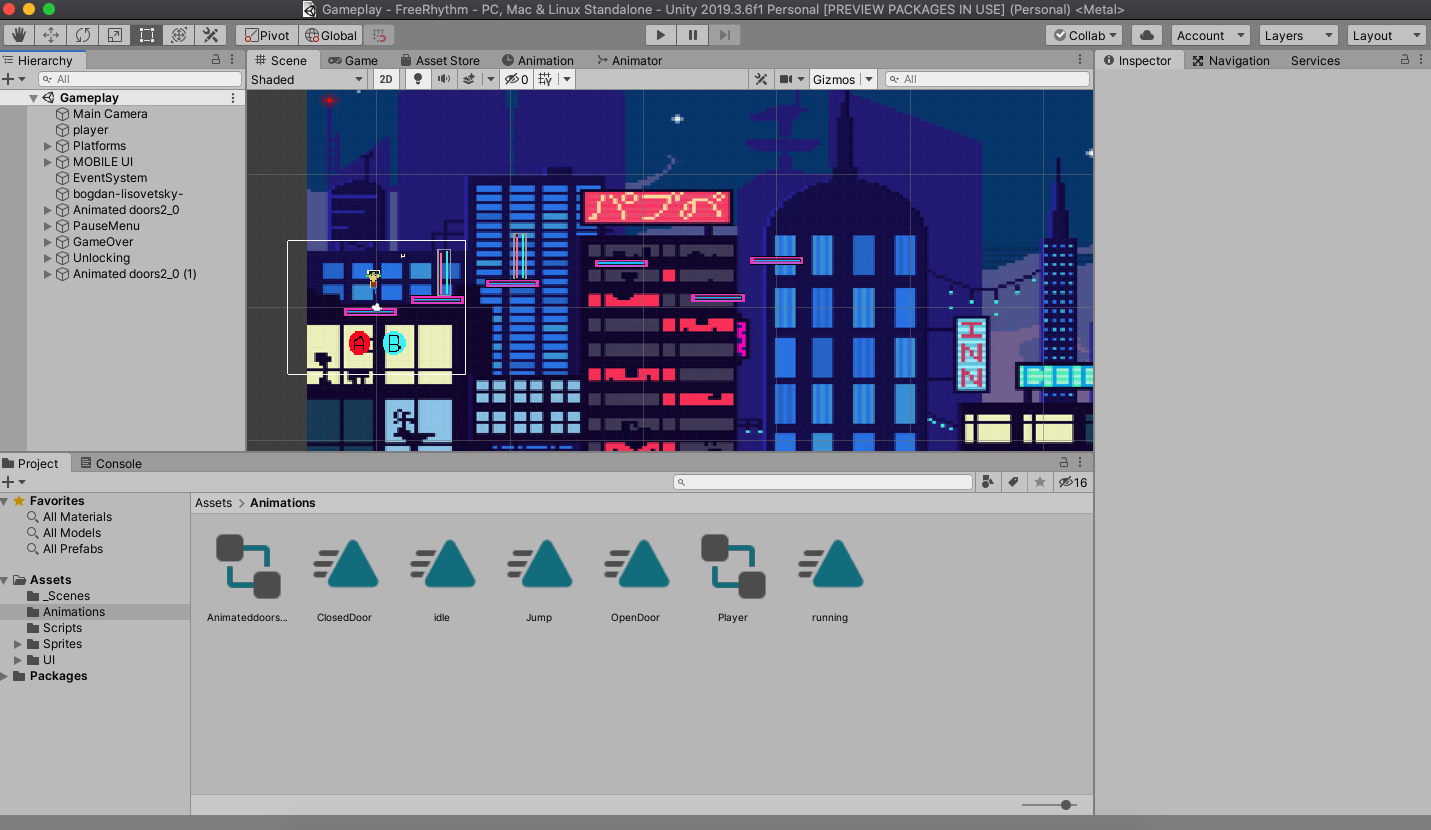 Gameplay - FreeRhythm - PC, Mac & Linux Standalone - Unity 2019.3.6f1 Personal [PREVIEW PACKAGES IN USE] (Personal) <Metal>
Pivot Global Collab Account Layers Layout
Hierarchy
All
Gameplay
Main Camera
player
Platforms
MOBILE UI
EventSystem
bogdan-lisovetsky-
Animated doors2_0
PauseMenu
GameOver
Unlocking
Animated doors2_0 (1)
Scene Game Asset Store Animation Animator
Shaded 2D 0 Gizmos All
A B
Inspector Navigation Services
Project Console
16
Favorites
All Materials
All Models
All Prefabs
Assets
_Scenes
Animations
Scripts
Sprites
UI
Packages
Assets > Animations
Animateddoors... ClosedDoor idle Jump OpenDoor Player running